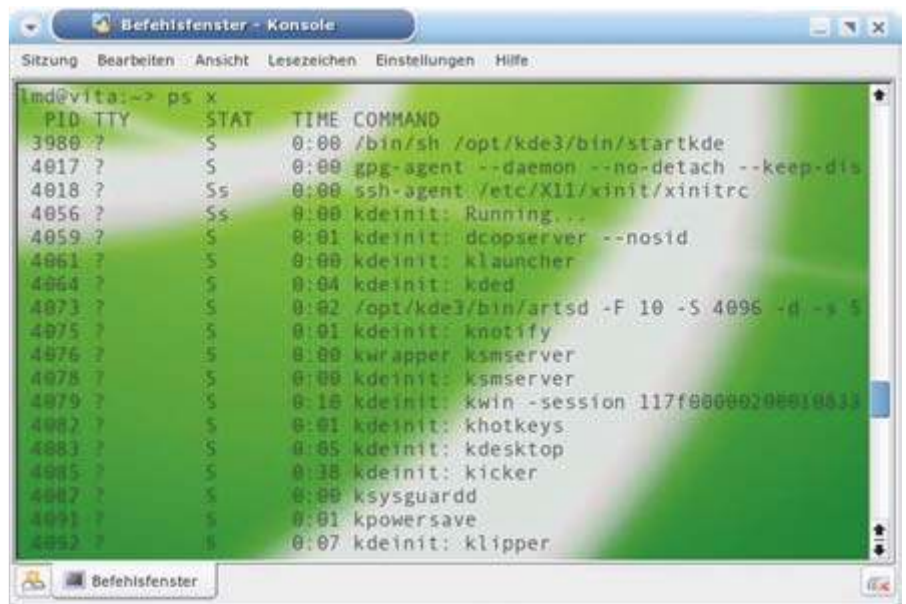 Befehlsfenster - Konsole
Sitzung Bearbeiten Ansicht Lesezeichen Einstellungen Hilfe
lmd@vita:~> ps x
PID TTY STAT TIME COMMAND
3980 ? S 0:00 /bin/sh /opt/kde3/bin/startkde
4017 ? S 0:00 gpg-agent --daemon --no-detach --keep-dis
4018 ? Ss 0:00 ssh-agent /etc/X11/xinit/xinitrc
4056 ? Ss 0:00 kdeinit: Running...
4059 ? S 0:01 kdeinit: dcopserver --nosid
4061 ? S 0:00 kdeinit: klauncher
4064 ? S 0:04 kdeinit: kded
4073 ? S 0:02 /opt/kde3/bin/artsd -F 10 -S 4096 -d -s 5
4075 ? S 0:01 kdeinit: knotify
4076 ? S 0:00 kwrapper ksmserver
4078 ? S 0:00 kdeinit: ksmserver
4079 ? S 0:10 kdeinit: kwin -session
4082 ? S 0:01 kdeinit: khotkeys
4083 ? S 0:05 kdeinit: kdesktop
4085 ? S 0:38 kdeinit: kicker
4087 ? S 0:00 ksysguardd
4091 ? S 0:01 kpowersave
4092 ? S 0:07 kdeinit: klipper
Befehlsfenster